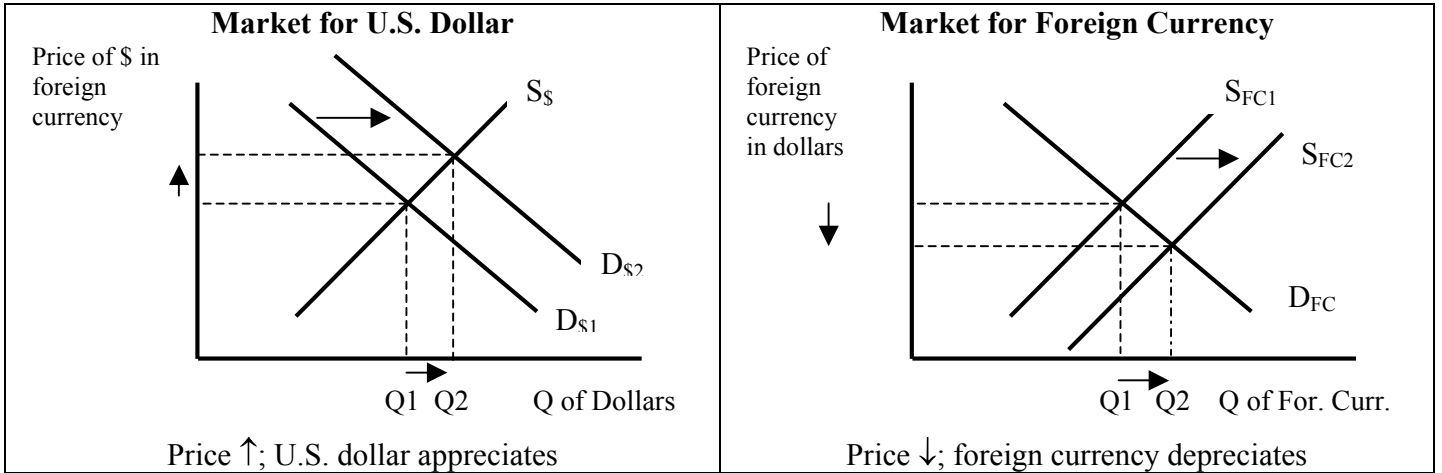 Market for U.S. Dollar
Price of $ in
foreign
currency
S$
D$2
D$1
Q1 Q2 Q of Dollars
Price ↑; U.S. dollar appreciates
Market for Foreign Currency
Price of
foreign
currency
in dollars
SFC1
SFC2
DFC
Q1 Q2 Q of For. Curr.
Price ↓; foreign currency depreciates